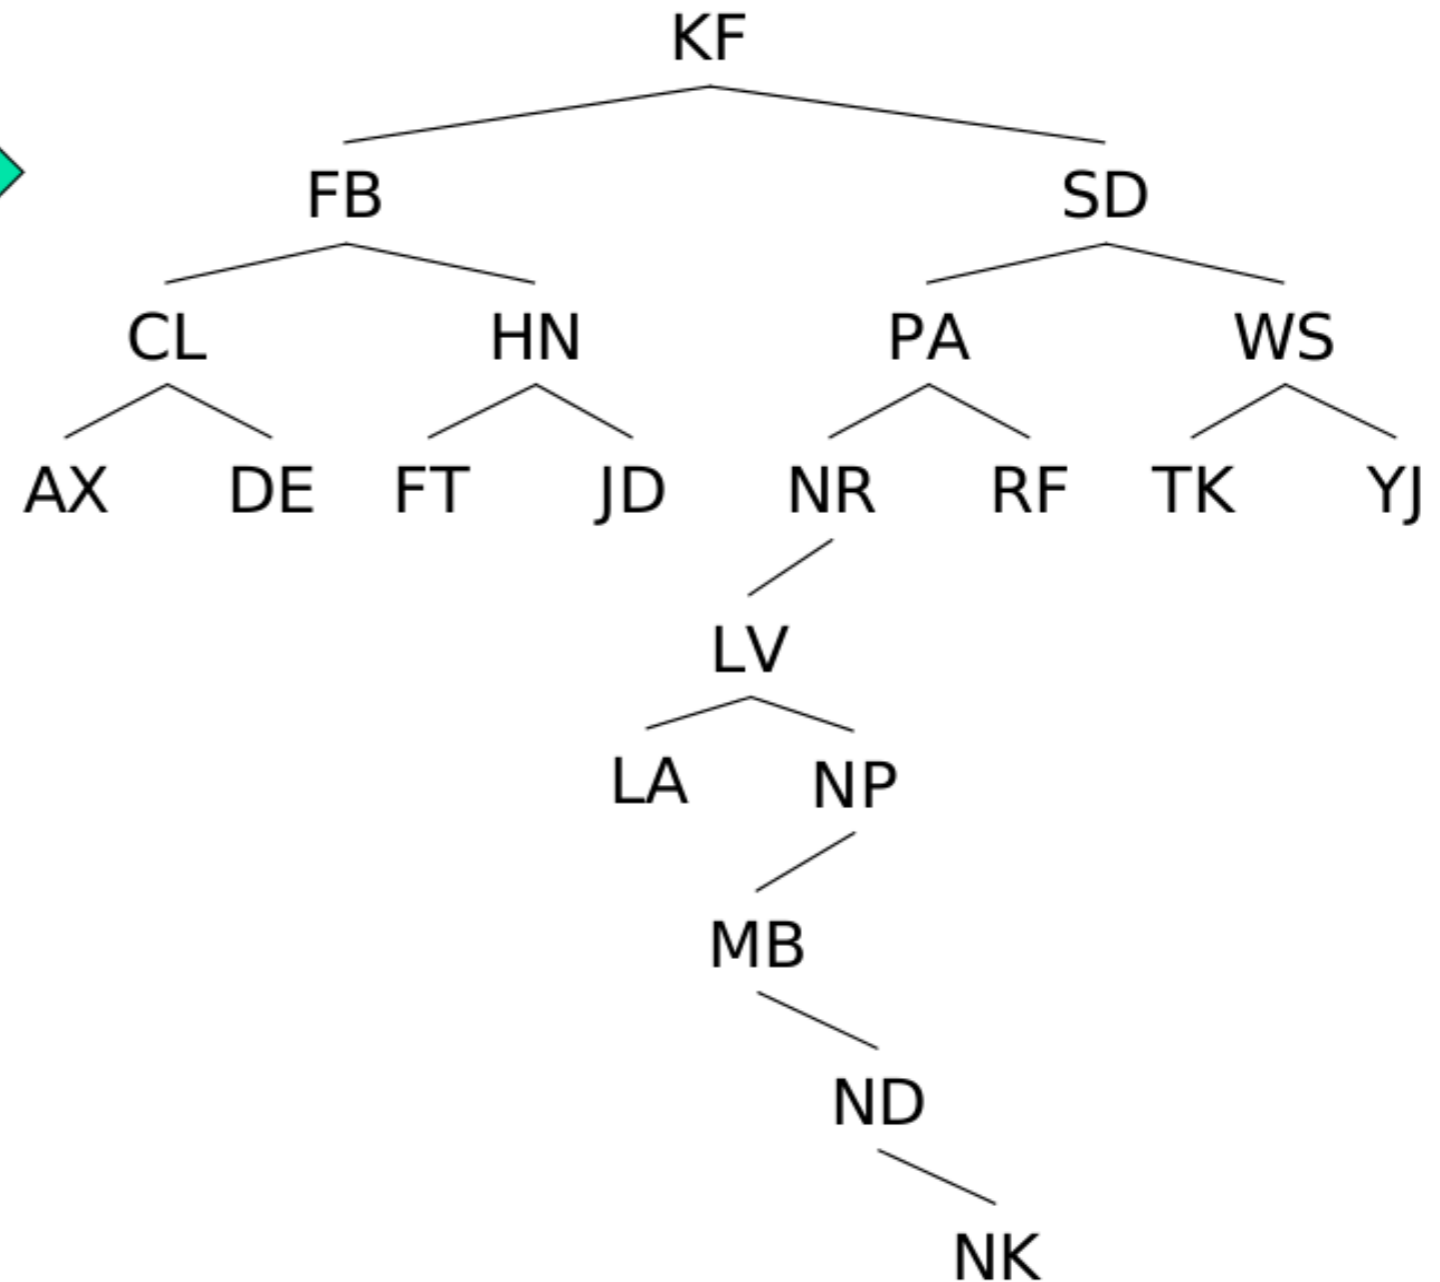 KF
FB SD
CL HN PA WS
AX DE FT JD NR RF TK YJ
LV
LA NP
MB
ND
NK